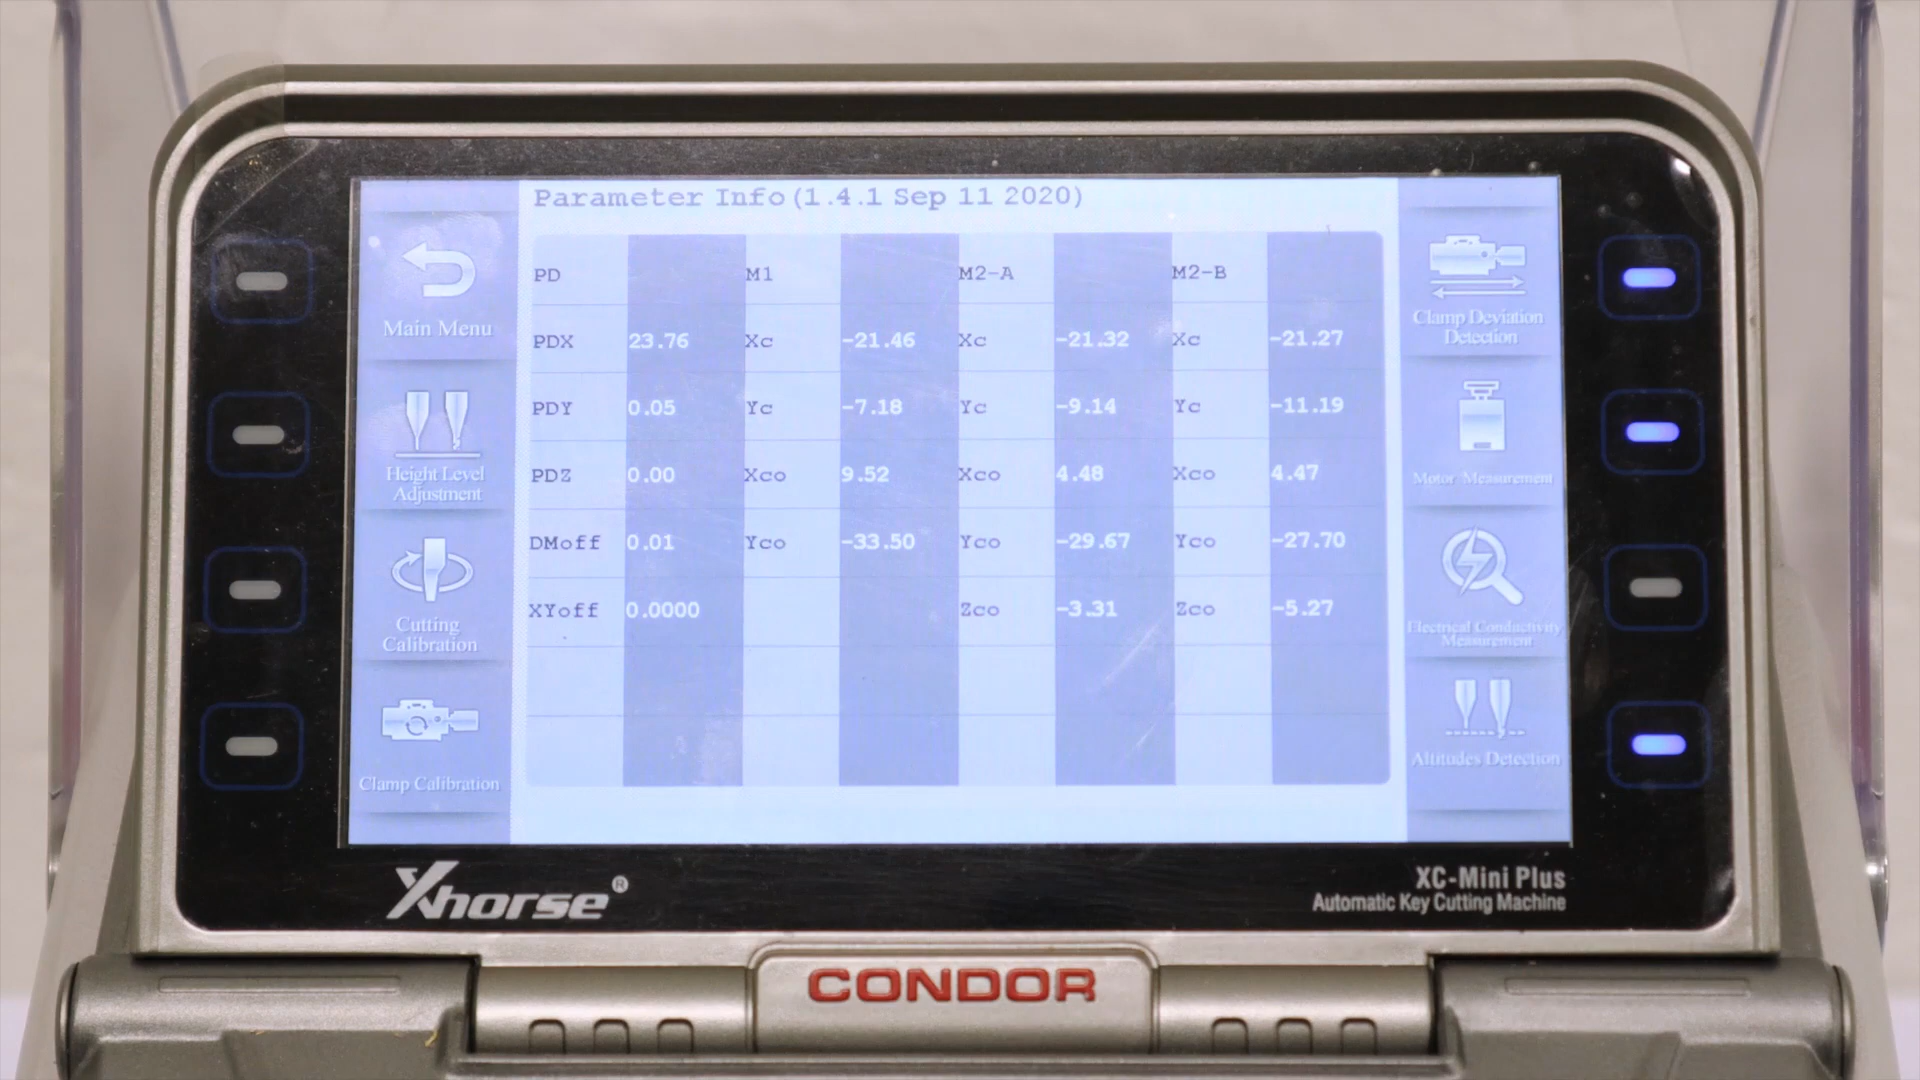 Parameter Info(1.4.1 Sep 11 2020)
Main Menu
Height Level
Adjustment
Cutting
Calibration
Clamp Calibration
PD M1 M2-A M2-B
PDX 23.76 Xc -21.46 Xc -21.32 Xc -21.27
PDY 0.05 Yc -7.18 Yc -9.14 Yc -11.19
PDZ 0.00 Xco 9.52 Xco 4.48 Xco 4.47
DMoff 0.01 Yco -33.50 Yco -29.67 Yco -27.70
XYoff 0.0000 Zco -3.31 Zco -5.27
Clamp Deviation
Detection
Motor Measurement
Electrical Conductivity
Measurement
Altitudes Detection
Xhorse®
XC-Mini Plus
Automatic Key Cutting Machine
CONDOR